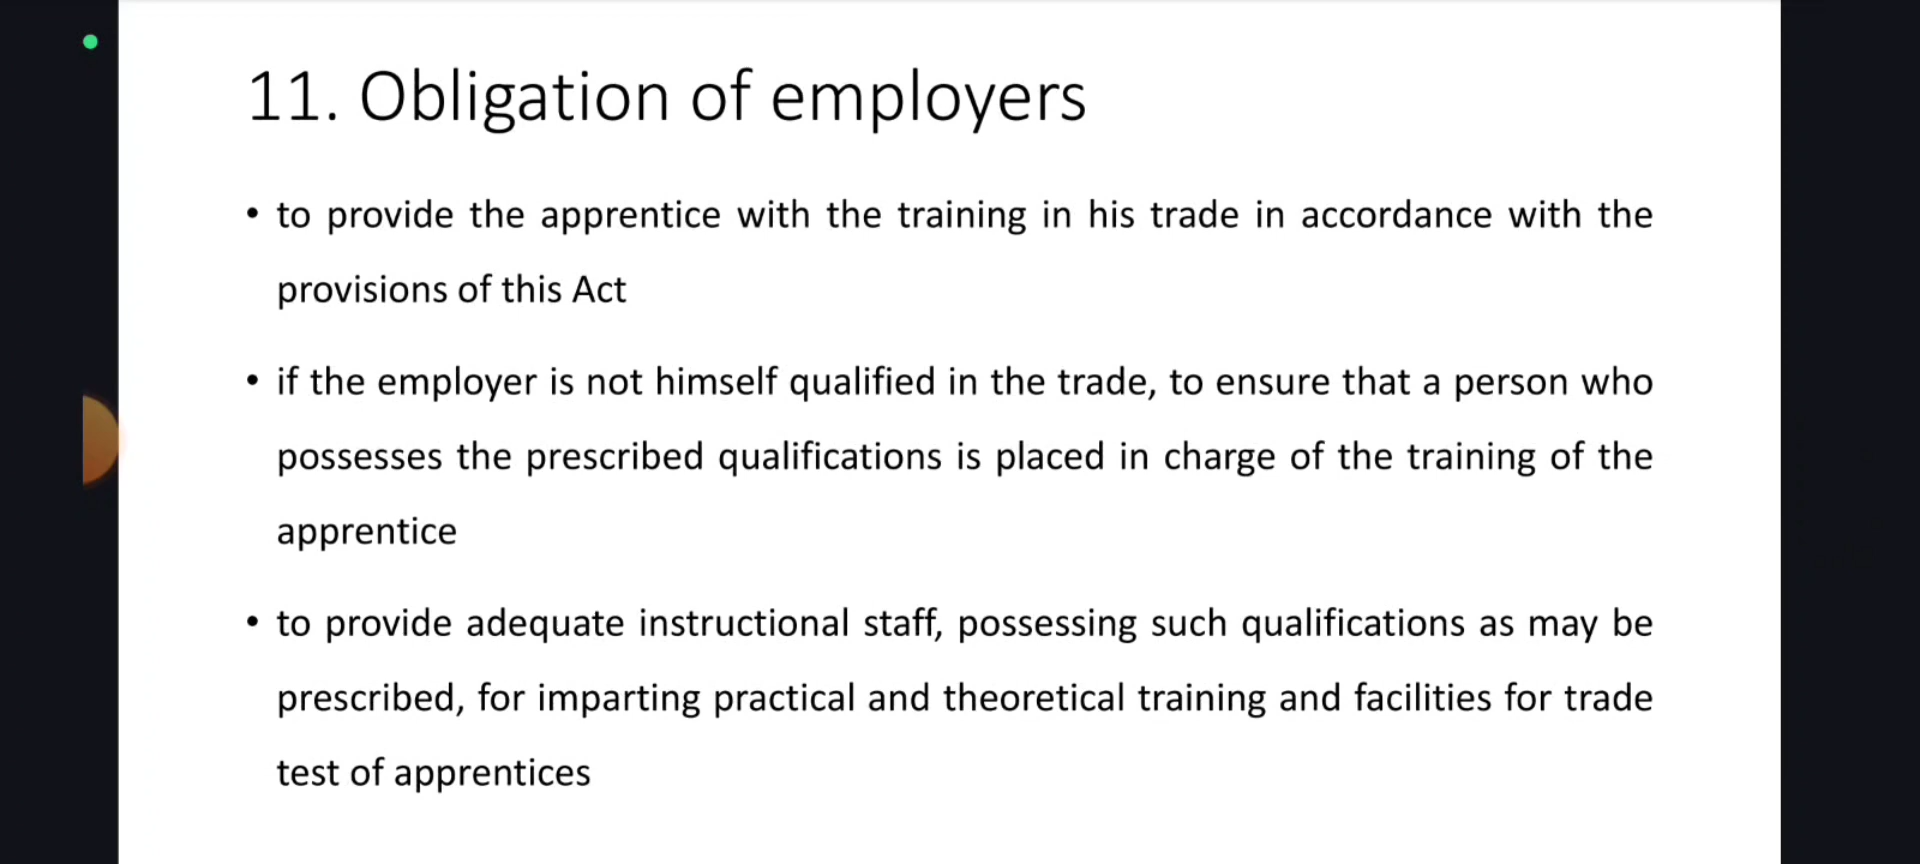 11. Obligation of employers
• to provide the apprentice with the training in his trade in accordance with the
provisions of this Act
• if the employer is not himself qualified in the trade, to ensure that a person who
possesses the prescribed qualifications is placed in charge of the training of the
apprentice
• to provide adequate instructional staff, possessing such qualifications as may be
prescribed, for imparting practical and theoretical training and facilities for trade
test of apprentices